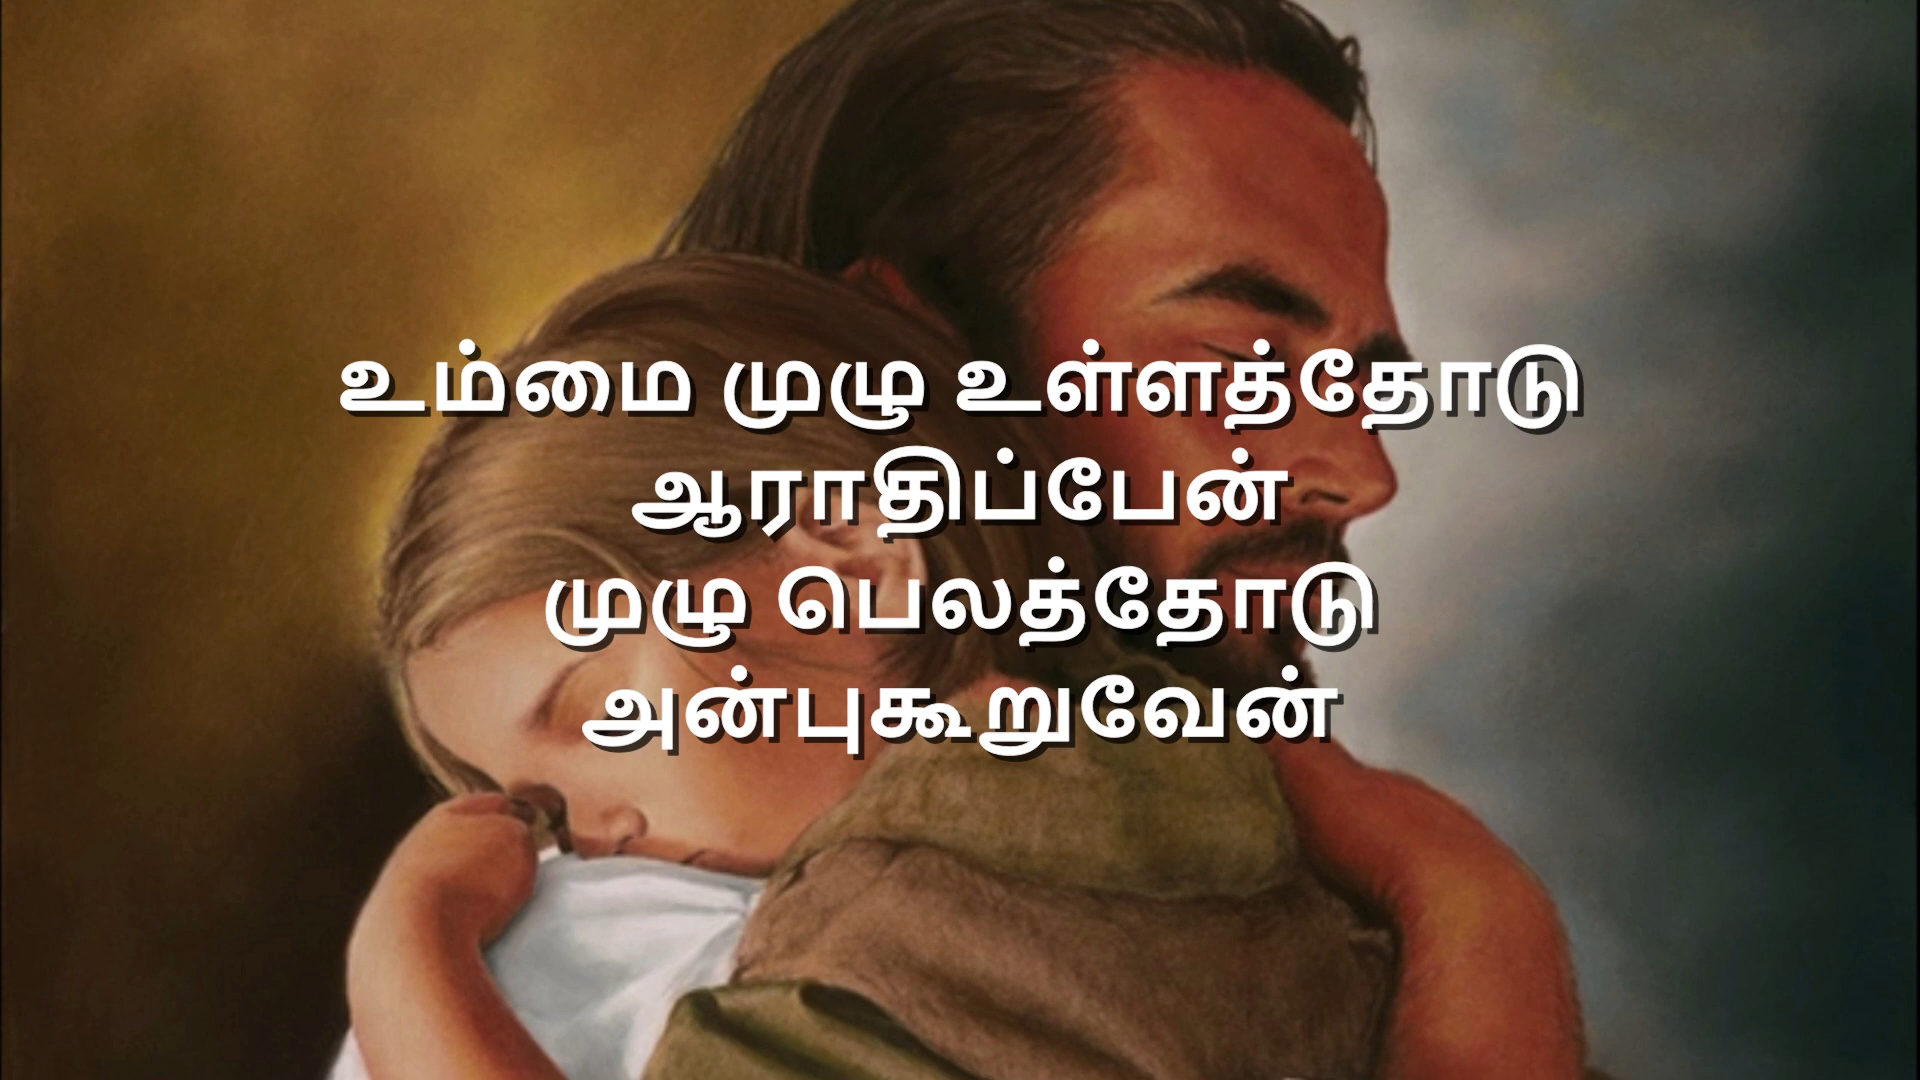 உம்மை முழு உள்ளத்தோடு
ஆராதிப்பேன்
முழு பெலத்தோடு
அன்புகூறுவேன்